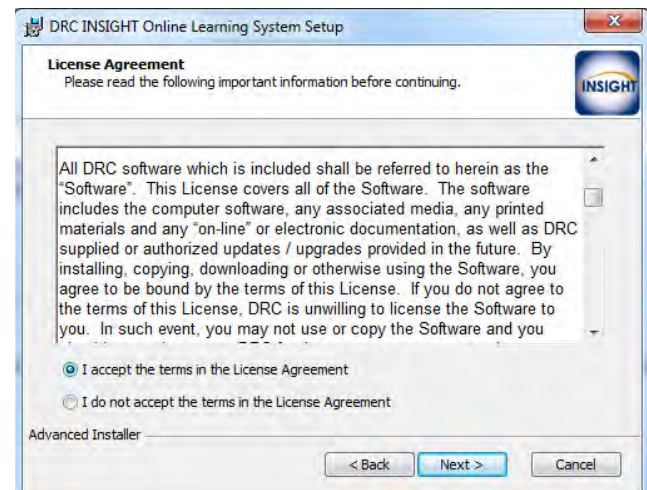 DRC INSIGHT Online Learning System Setup
License Agreement
Please read the following important information before continuing.
INSIGHT
All DRC software which is included shall be referred to herein as the
“Software”. This License covers all of the Software. The software
includes the computer software, any associated media, any printed
materials and any “on-line” or electronic documentation, as well as DRC
supplied or authorized updates / upgrades provided in the future. By
installing, copying, downloading or otherwise using the Software, you
agree to be bound by the terms of this License. If you do not agree to
the terms of this License, DRC is unwilling to license the Software to
you. In such event, you may not use or copy the Software and you
I accept the terms in the License Agreement
I do not accept the terms in the License Agreement
Advanced Installer
< Back Next > Cancel